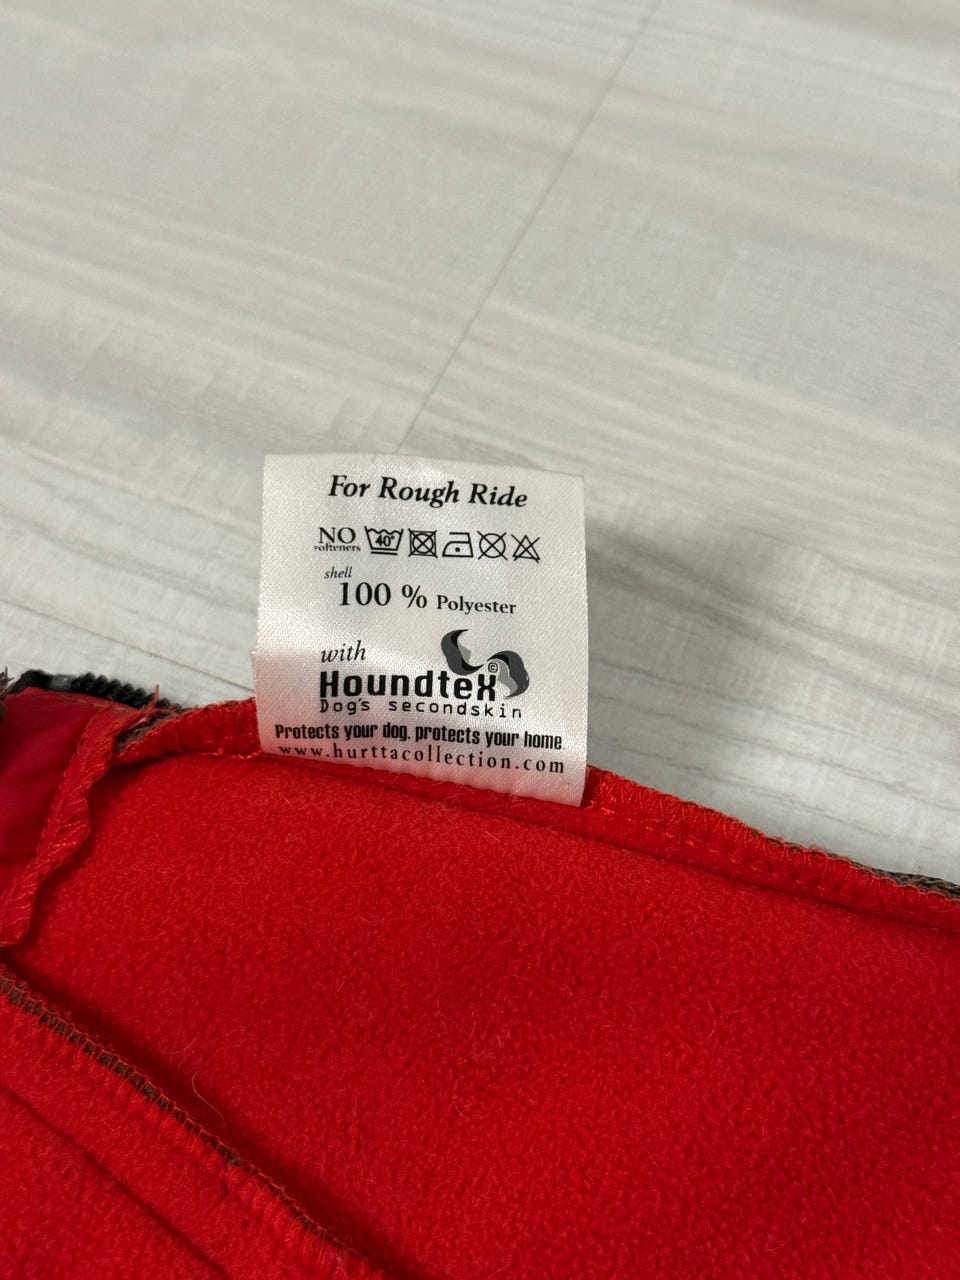 For Rough Ride
NO softeners 40°
shell
100 % Polyester
with
©
Houndtex
Dog's secondskin
Protects your dog, protects your home.
www.hurttacollection.com